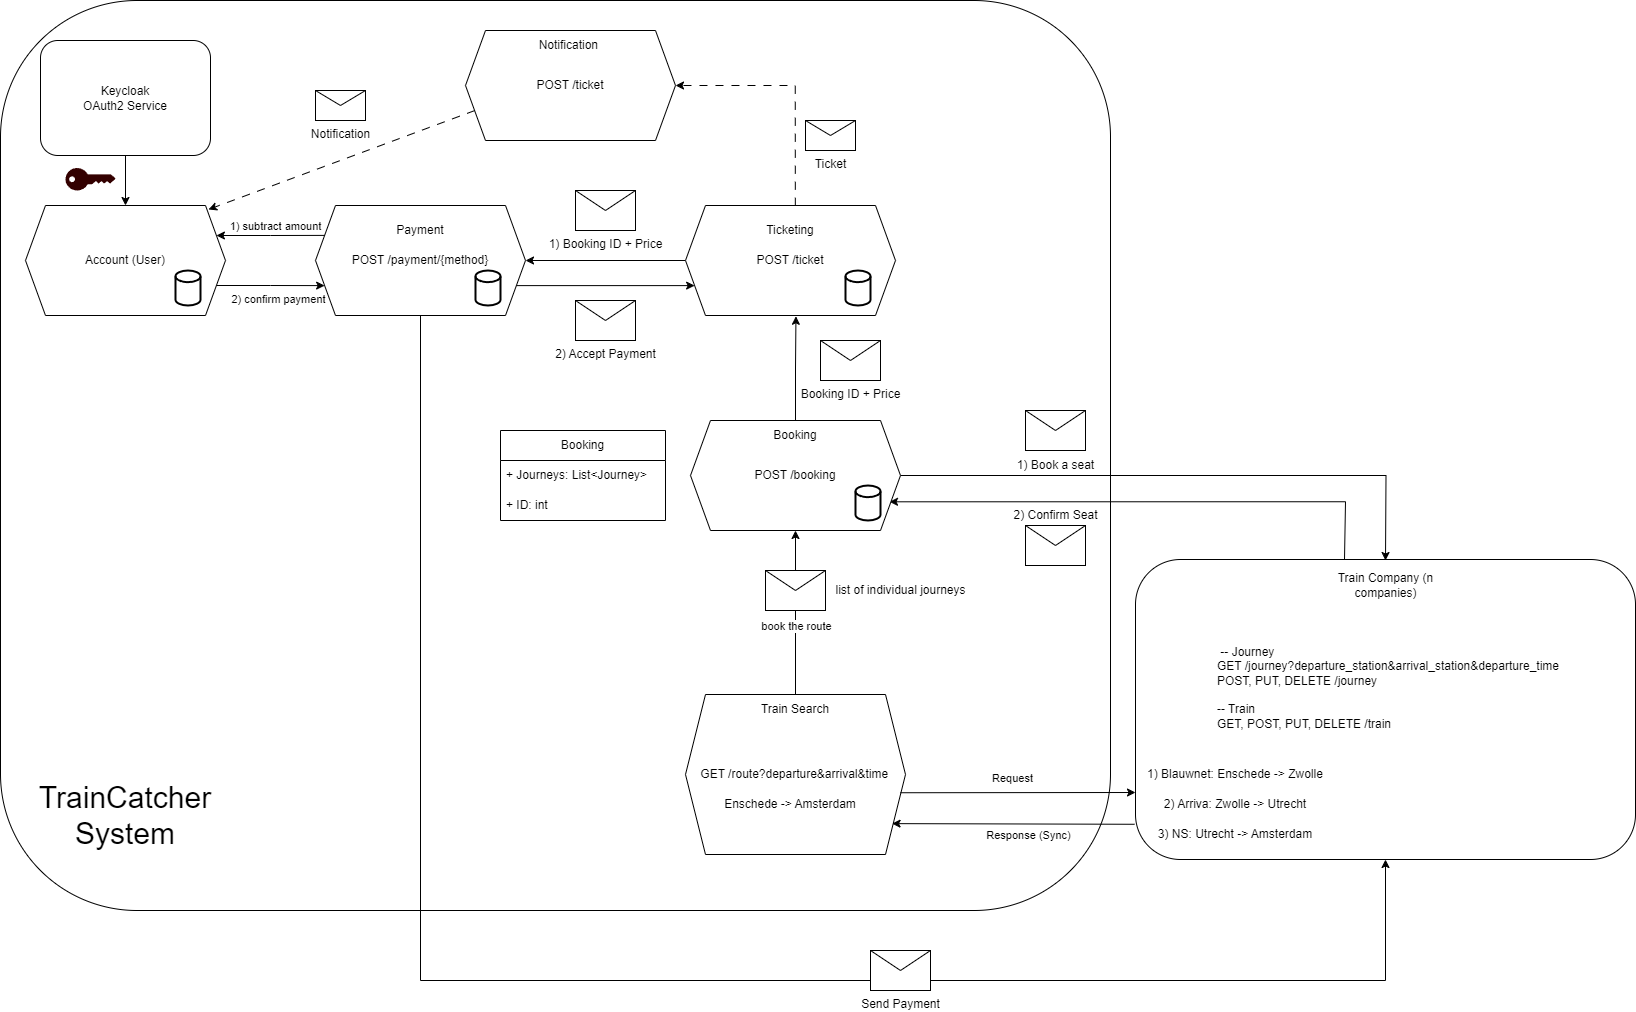 Notification
POST /ticket
Keycloak
OAuth2 Service
Notification
Ticket
1) subtract amount
Payment
1) Booking ID + Price
Ticketing
Account (User)
POST /payment/{method}
POST /ticket
2) confirm payment
2) Accept Payment
Booking ID + Price
Booking
+ Journeys: List<Journey>
+ ID: int
Booking
POST /booking
1) Book a seat
2) Confirm Seat
Train Company (n
companies)
list of individual journeys
book the route
-- Journey
GET /journey?departure_station&arrival_station&departure_time
POST, PUT, DELETE /journey
-- Train
GET, POST, PUT, DELETE /train
Train Search
GET /route?departure&arrival&time
Enschede -> Amsterdam
Request
Response (Sync)
1) Blauwnet: Enschede -> Zwolle
2) Arriva: Zwolle -> Utrecht
3) NS: Utrecht -> Amsterdam
TrainCatcher
System
Send Payment